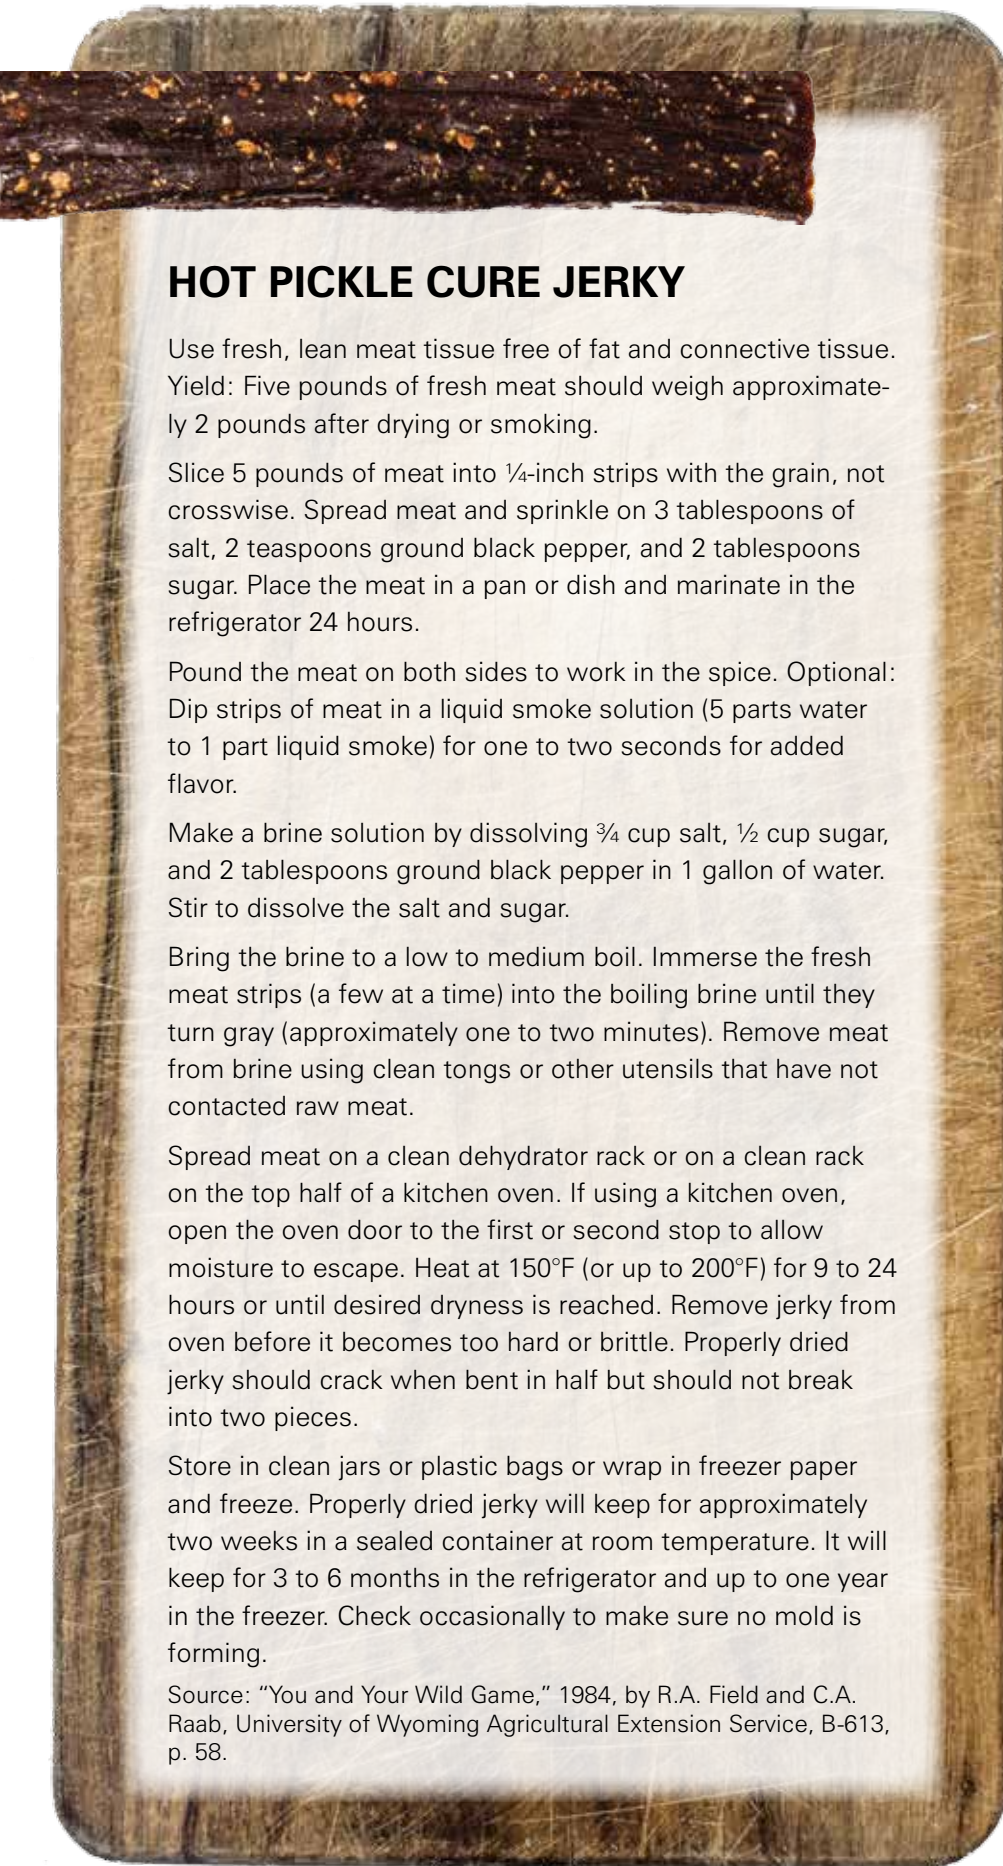 HOT PICKLE CURE JERKY
Use fresh, lean meat tissue free of fat and connective tissue.
Yield: Five pounds of fresh meat should weigh approximate-
ly 2 pounds after drying or smoking.
Slice 5 pounds of meat into ¼-inch strips with the grain, not
crosswise. Spread meat and sprinkle on 3 tablespoons of
salt, 2 teaspoons ground black pepper, and 2 tablespoons
sugar. Place the meat in a pan or dish and marinate in the
refrigerator 24 hours.
Pound the meat on both sides to work in the spice. Optional:
Dip strips of meat in a liquid smoke solution (5 parts water
to 1 part liquid smoke) for one to two seconds for added
flavor.
Make a brine solution by dissolving ¾ cup salt, ½ cup sugar,
and 2 tablespoons ground black pepper in 1 gallon of water.
Stir to dissolve the salt and sugar.
Bring the brine to a low to medium boil. Immerse the fresh
meat strips (a few at a time) into the boiling brine until they
turn gray (approximately one to two minutes). Remove meat
from brine using clean tongs or other utensils that have not
contacted raw meat.
Spread meat on a clean dehydrator rack or on a clean rack
on the top half of a kitchen oven. If using a kitchen oven,
open the oven door to the first or second stop to allow
moisture to escape. Heat at 150°F (or up to 200°F) for 9 to 24
hours or until desired dryness is reached. Remove jerky from
oven before it becomes too hard or brittle. Properly dried
jerky should crack when bent in half but should not break
into two pieces.
Store in clean jars or plastic bags or wrap in freezer paper
and freeze. Properly dried jerky will keep for approximately
two weeks in a sealed container at room temperature. It will
keep for 3 to 6 months in the refrigerator and up to one year
in the freezer. Check occasionally to make sure no mold is
forming.
Source: “You and Your Wild Game,” 1984, by R.A. Field and C.A.
Raab, University of Wyoming Agricultural Extension Service, B-613,
p. 58.